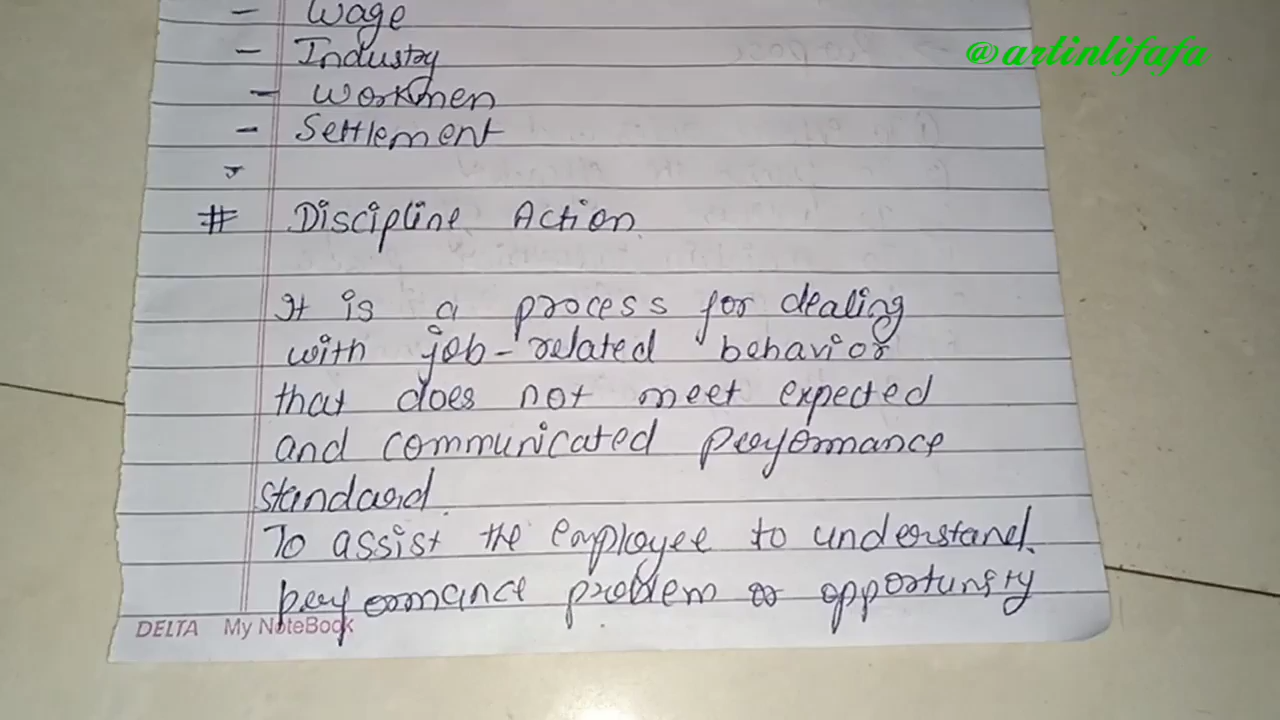 - Wage
@artinlifafa
- Industry
- Workmen
- Settlement
# Discipline Action.
It is a process for dealing
with job-related behavior
that does not meet expected
and communicated performance
standard.
To assist the employee to understand
performance problem or opportunity
DELTA My NoteBook